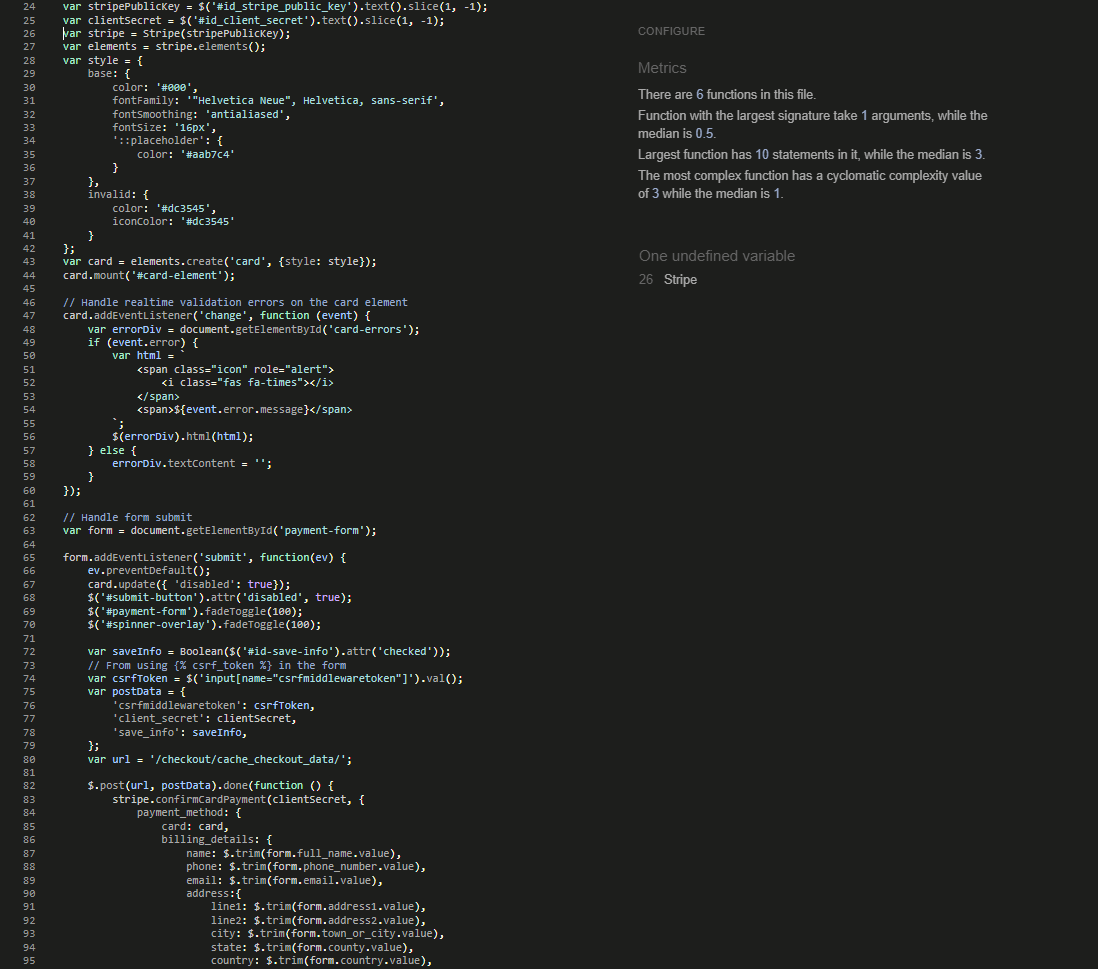 24 var stripePublicKey = $('#id_stripe_public_key').text().slice(1, -1);
25 var clientSecret = $('#id_client_secret').text().slice(1, -1);
26 var stripe = Stripe(stripePublicKey);
27 var elements = stripe.elements();
28 var style = {
29     base: {
30         color: '#000',
31         fontFamily: '"Helvetica Neue", Helvetica, sans-serif',
32         fontSmoothing: 'antialiased',
33         fontSize: '16px',
34         '::placeholder': {
35             color: '#aab7c4'
36         }
37     },
38     invalid: {
39         color: '#dc3545',
40         iconColor: '#dc3545'
41     }
42 };
43 var card = elements.create('card', {style: style});
44 card.mount('#card-element');
45
46 // Handle realtime validation errors on the card element
47 card.addEventListener('change', function (event) {
48     var errorDiv = document.getElementById('card-errors');
49     if (event.error) {
50         var html = `
51             <span class="icon" role="alert">
52                 <i class="fas fa-times"></i>
53             </span>
54             <span>${event.error.message}</span>
55         `;
56         $(errorDiv).html(html);
57     } else {
58         errorDiv.textContent = '';
59     }
60 });
61
62 // Handle form submit
63 var form = document.getElementById('payment-form');
64
65 form.addEventListener('submit', function(ev) {
66     ev.preventDefault();
67     card.update({ 'disabled': true});
68     $('#submit-button').attr('disabled', true);
69     $('#payment-form').fadeToggle(100);
70     $('#spinner-overlay').fadeToggle(100);
71
72     var saveInfo = Boolean($('#id-save-info').attr('checked'));
73     // From using {% csrf_token %} in the form
74     var csrfToken = $('input[name="csrfmiddlewaretoken"]').val();
75     var postData = {
76         'csrfmiddlewaretoken': csrfToken,
77         'client_secret': clientSecret,
78         'save_info': saveInfo,
79     };
80     var url = '/checkout/cache_checkout_data/';
81
82     $.post(url, postData).done(function () {
83         stripe.confirmCardPayment(clientSecret, {
84             payment_method: {
85                 card: card,
86                 billing_details: {
87                     name: $.trim(form.full_name.value),
88                     phone: $.trim(form.phone_number.value),
89                     email: $.trim(form.email.value),
90                     address:{
91                         line1: $.trim(form.address1.value),
92                         line2: $.trim(form.address2.value),
93                         city: $.trim(form.town_or_city.value),
94                         state: $.trim(form.county.value),
95                         country: $.trim(form.country.value),
CONFIGURE
Metrics
There are 6 functions in this file.
Function with the largest signature take 1 arguments, while the
median is 0.5.
Largest function has 10 statements in it, while the median is 3.
The most complex function has a cyclomatic complexity value
of 3 while the median is 1.
One undefined variable
26 Stripe